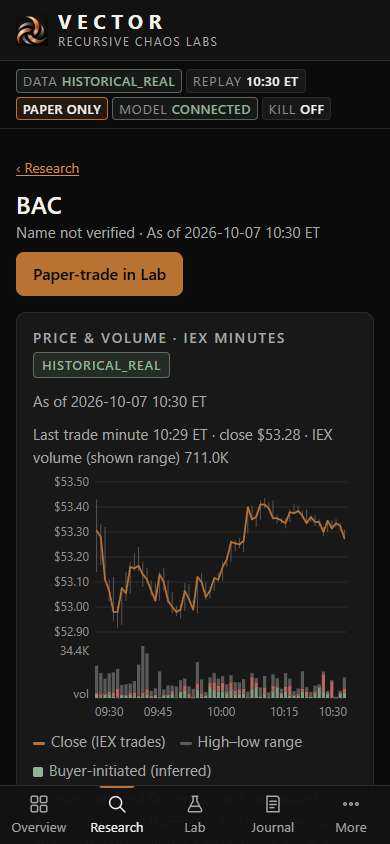 VECTOR
RECURSIVE CHAOS LABS
DATA HISTORICAL_REAL REPLAY 10:30 ET
PAPER ONLY MODEL CONNECTED KILL OFF
‹ Research
BAC
Name not verified · As of 2026-10-07 10:30 ET
Paper-trade in Lab
PRICE & VOLUME · IEX MINUTES
HISTORICAL_REAL
As of 2026-10-07 10:30 ET
Last trade minute 10:29 ET · close $53.28 · IEX
volume (shown range) 711.0K
$53.50
$53.40
$53.30
$53.20
$53.10
$53.00
$52.90
34.4K
vol
09:30 09:45 10:00 10:15 10:30
Close (IEX trades) High–low range
Buyer-initiated (inferred)
Overview Research Lab Journal More